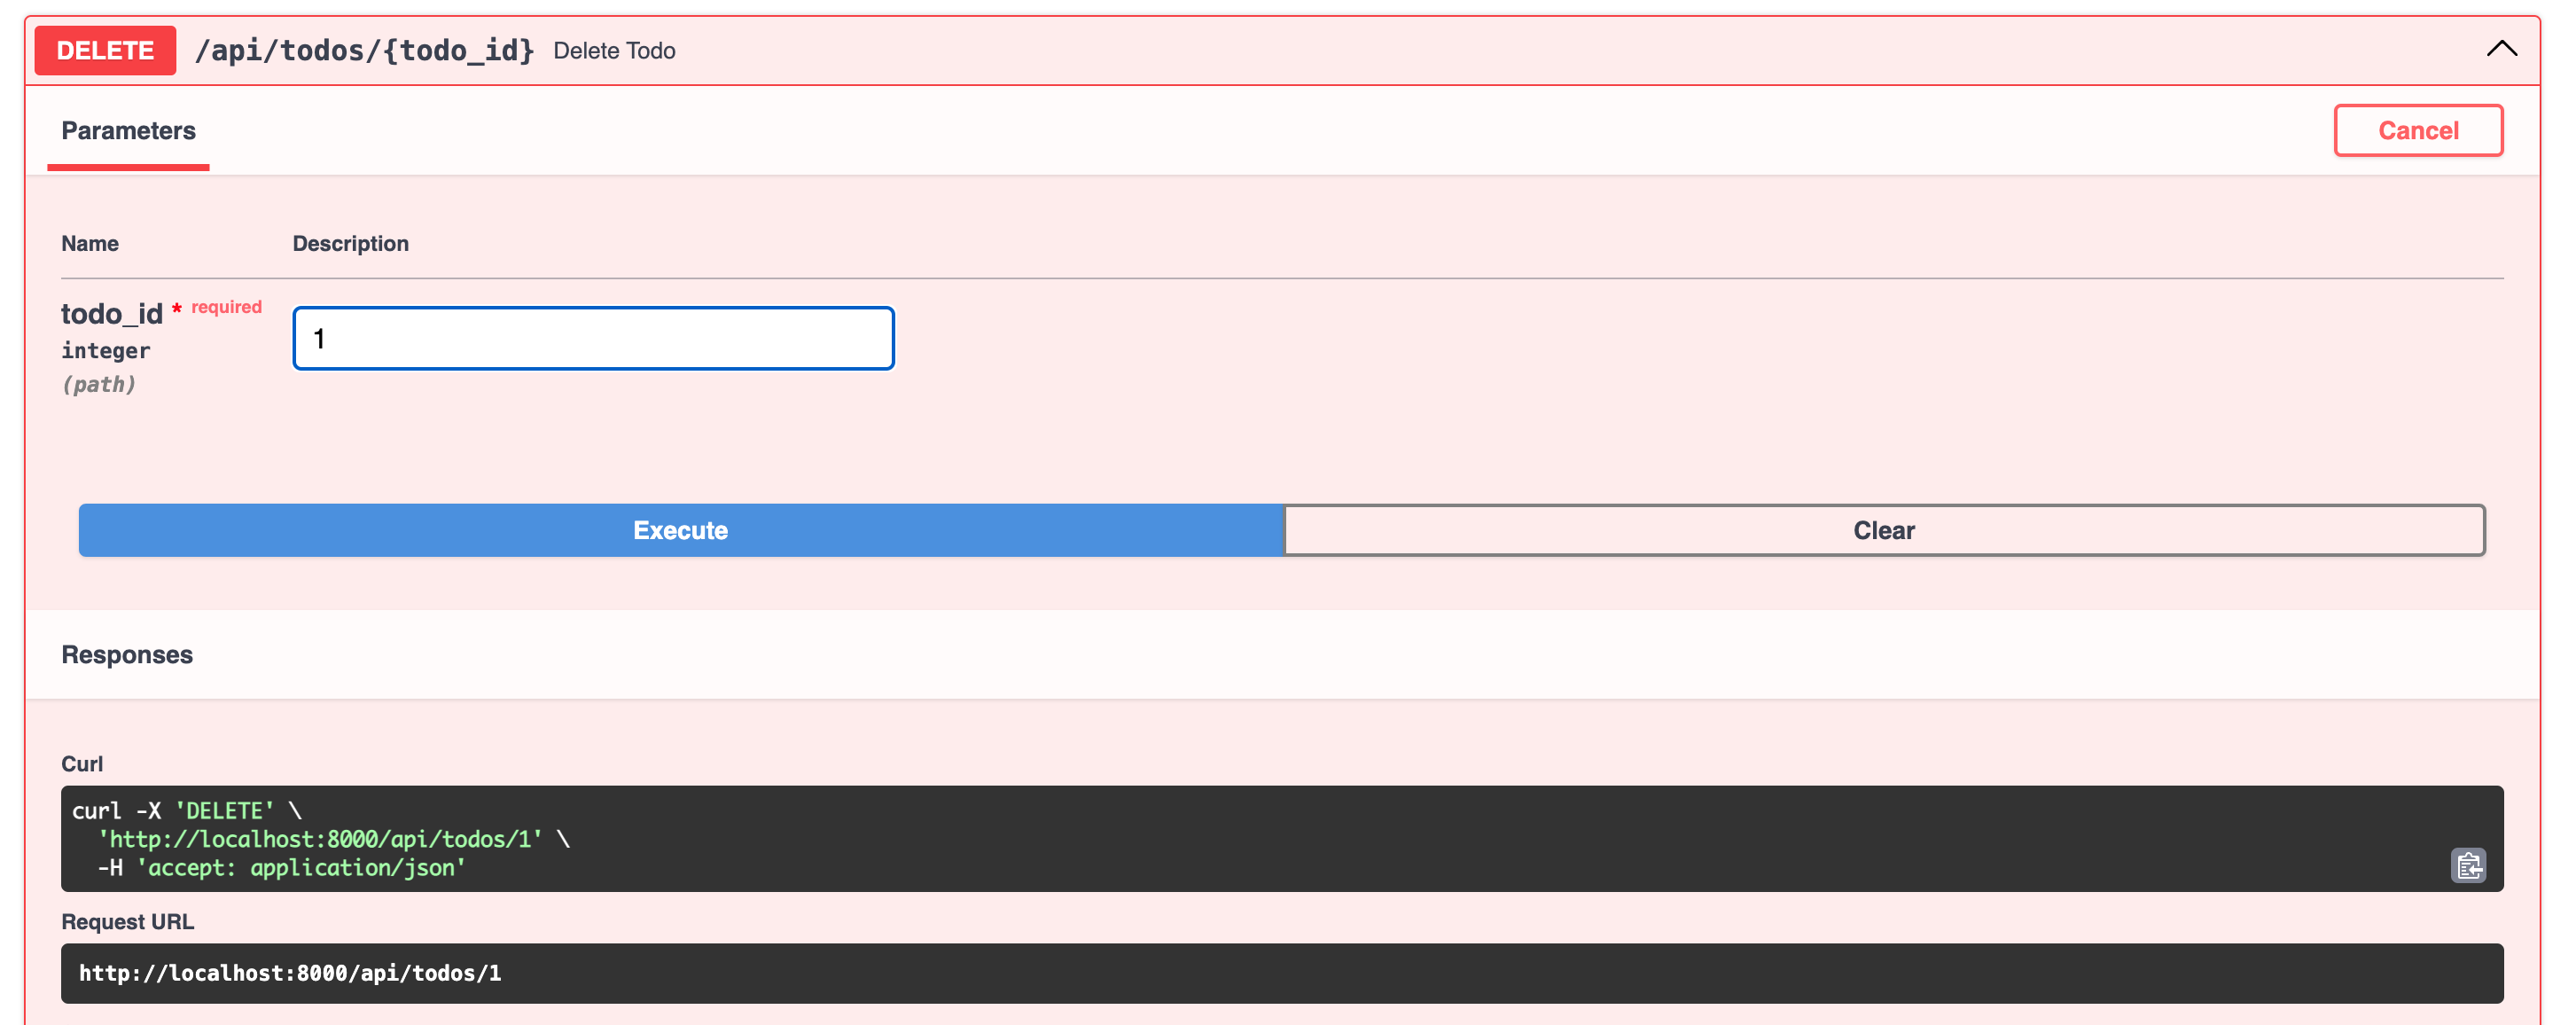 DELETE /api/todos/{todo_id} Delete Todo
Parameters
Cancel
Name Description
todo_id * required
integer
(path)
1
Execute Clear
Responses
Curl
curl -X 'DELETE' \
  'http://localhost:8000/api/todos/1' \
  -H 'accept: application/json'
Request URL
http://localhost:8000/api/todos/1